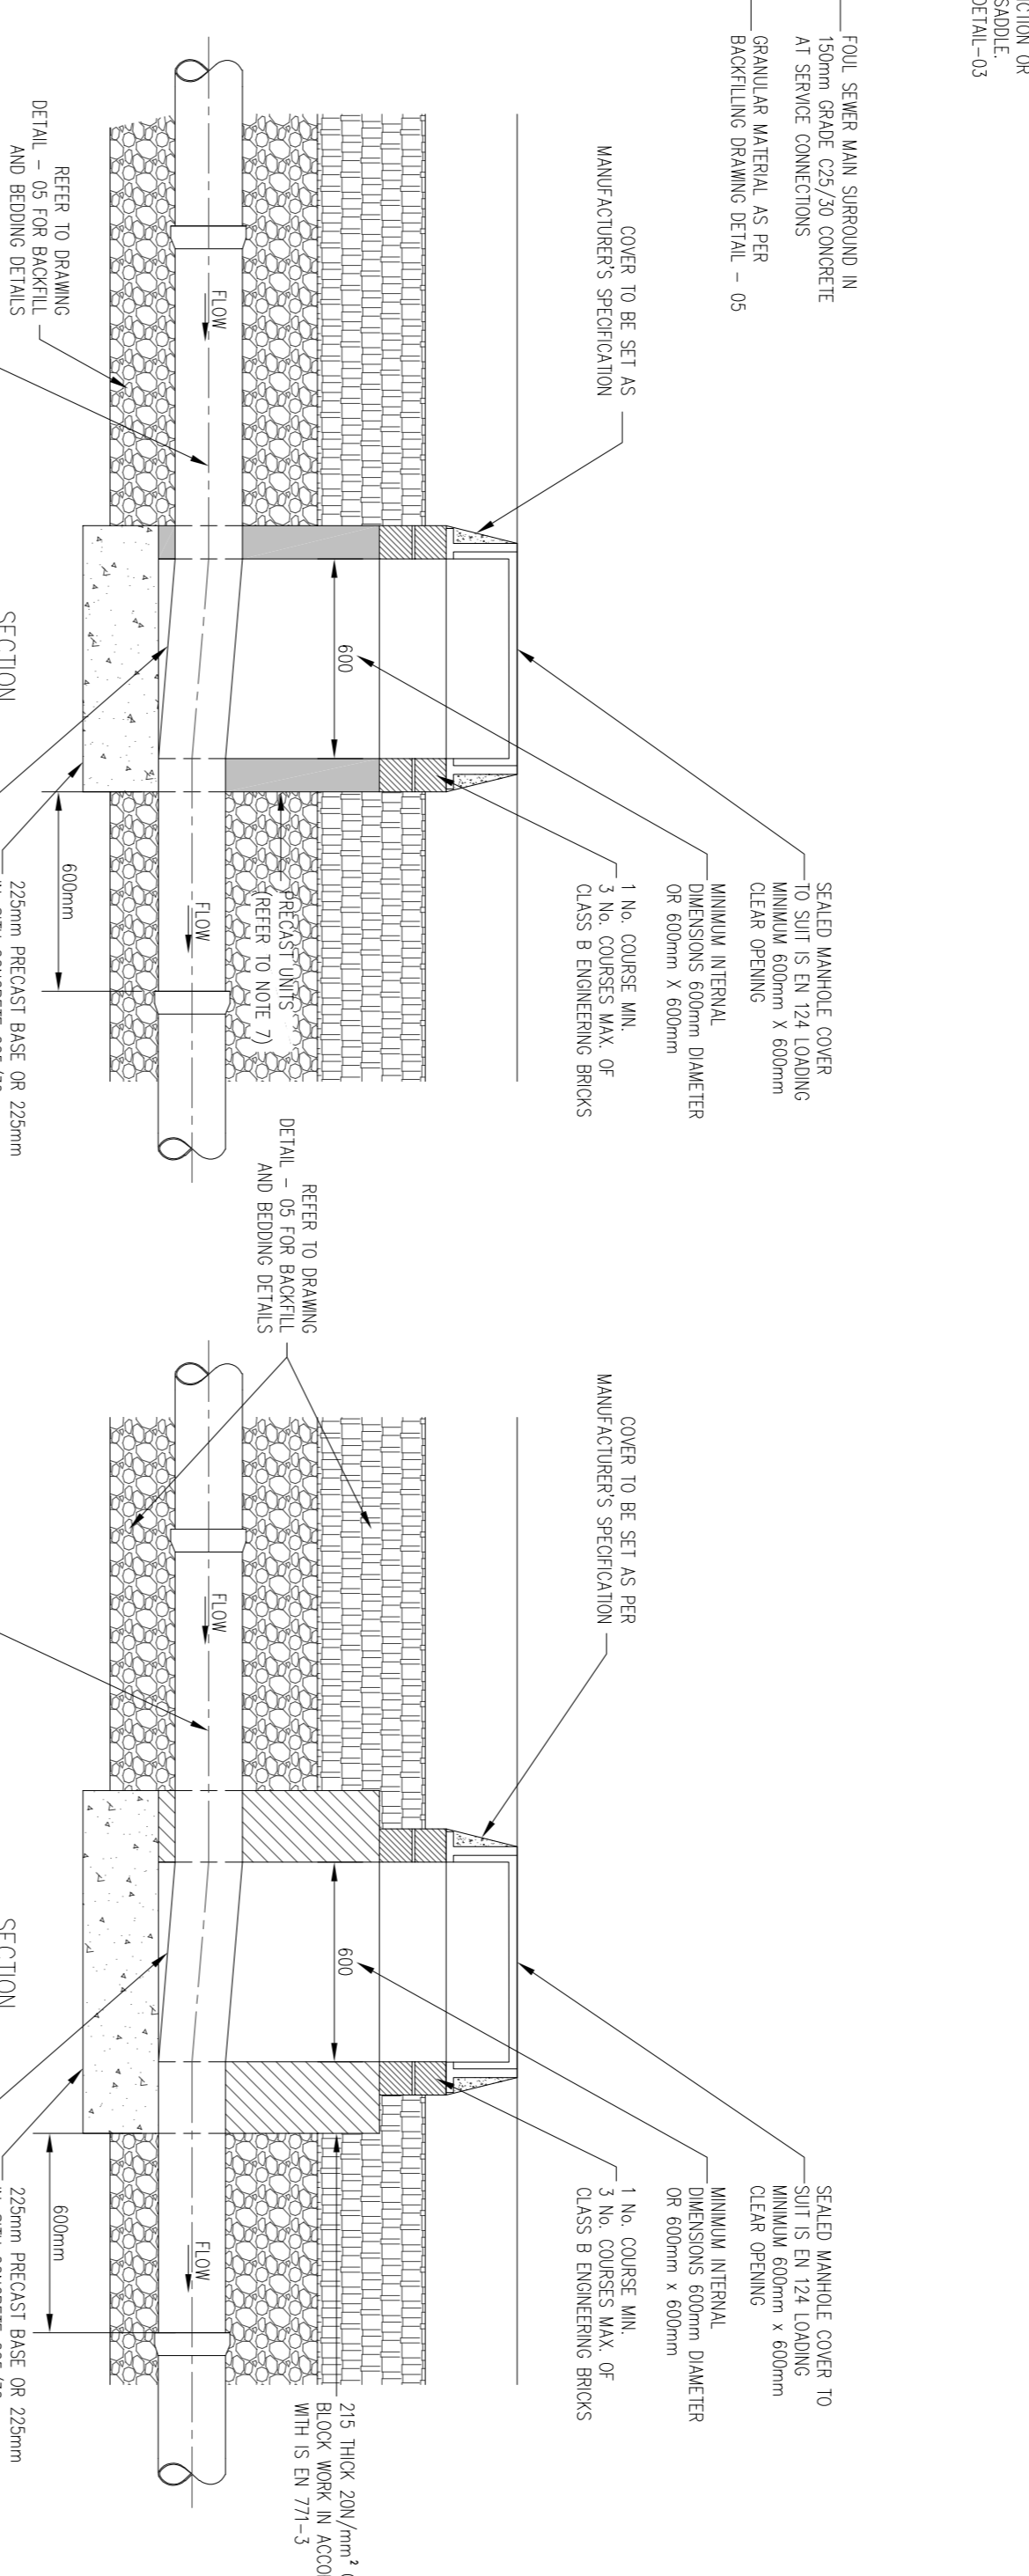 SADDLE.
DETAIL-03
FOUL SEWER MAIN SURROUND IN
150mm GRADE C25/30 CONCRETE
AT SERVICE CONNECTIONS
GRANULAR MATERIAL AS PER
BACKFILLING DRAWING DETAIL - 05
COVER TO BE SET AS
MANUFACTURER'S SPECIFICATION
SEALED MANHOLE COVER
TO SUIT IS EN 124 LOADING
MINIMUM 600mm X 600mm
CLEAR OPENING
MINIMUM INTERNAL
DIMENSIONS 600mm DIAMETER
OR 600mm X 600mm
1 No. COURSE MIN.
3 No. COURSES MAX. OF
CLASS B ENGINEERING BRICKS
600
FLOW
FLOW
PRECAST UNITS
(REFER TO NOTE 7)
REFER TO DRAWING
DETAIL - 05 FOR BACKFILL
AND BEDDING DETAILS
600mm
225mm PRECAST BASE OR 225mm
SECTION
COVER TO BE SET AS PER
MANUFACTURER'S SPECIFICATION
SEALED MANHOLE COVER TO
SUIT IS EN 124 LOADING
MINIMUM 600mm x 600mm
CLEAR OPENING
MINIMUM INTERNAL
DIMENSIONS 600mm DIAMETER
OR 600mm x 600mm
1 No. COURSE MIN.
3 No. COURSES MAX. OF
CLASS B ENGINEERING BRICKS
600
REFER TO DRAWING
DETAIL - 05 FOR BACKFILL
AND BEDDING DETAILS
FLOW
FLOW
215 THICK 20N/mm²
BLOCK WORK IN
WITH IS EN 771-3
600mm
225mm PRECAST BASE OR 225mm
SECTION